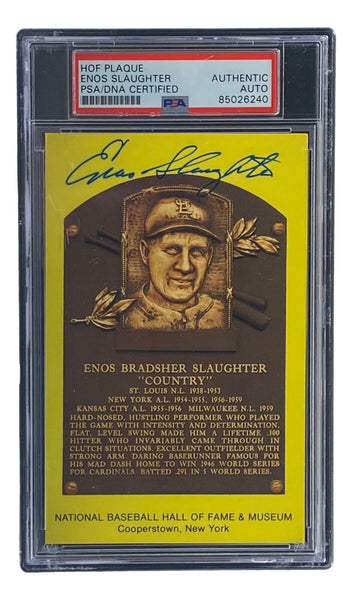 HOF PLAQUE
ENOS SLAUGHTER AUTHENTIC
PSA/DNA CERTIFIED AUTO
PSA 85026240
Enos Slaughter
STL
ENOS BRADSHER SLAUGHTER
"COUNTRY"
ST. LOUIS N.L. 1938-1953
NEW YORK A.L. 1954-1955, 1956-1959
KANSAS CITY A.L. 1955-1956 MILWAUKEE N.L. 1959
HARD-NOSED, HUSTLING PERFORMER WHO PLAYED
THE GAME WITH INTENSITY AND DETERMINATION.
FLAT, LEVEL SWING MADE HIM A LIFETIME .300
HITTER WHO INVARIABLY CAME THROUGH IN
CLUTCH SITUATIONS. EXCELLENT OUTFIELDER WITH
STRONG ARM. DARING BASERUNNER FAMOUS FOR
HIS MAD DASH HOME TO WIN 1946 WORLD SERIES
FOR CARDINALS. BATTED .291 IN 5 WORLD SERIES.
NATIONAL BASEBALL HALL OF FAME & MUSEUM
Cooperstown, New York